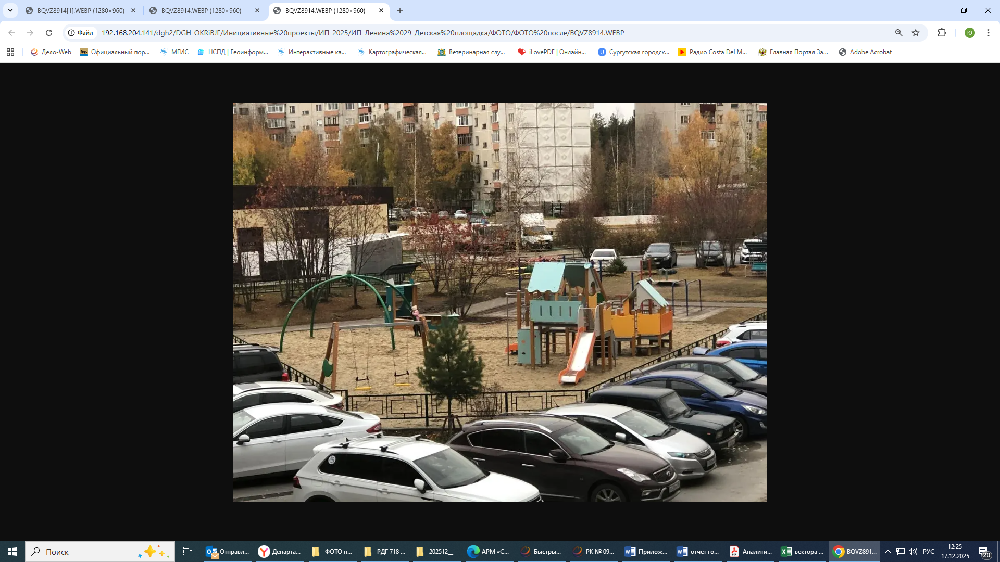 BQVZ8914[1].WEBP (1280×960)
BQVZ8914.WEBP (1280×960)
BQVZ8914.WEBP (1280×960)
Файл
192.168.204.141/dgh2/DGH_OKRiBJF/Инициативные%20проекты/ИП_2025/ИП_Ленина%2029_Детская%20площадка/ФОТО/ФОТО%20после/BQVZ8914.WEBP
Ю
Дело-Web
Официальный пор...
МГИС
НСПД | Геоинформ...
Интерактивные ка...
Картографическая...
Ветеринарная слу...
iLovePDF | Онлайн...
Сургутская городск...
Радио Costa Del M...
Главная Портал За...
Adobe Acrobat
Поиск
Отправл...
Департа...
ФОТО п...
РДГ 718 ...
202512__
АРМ «С...
Быстры...
РК № 09...
Прилож...
отчет го...
Аналити...
вектора ...
BQVZ891...
РУС
12:25
17.12.2025
20